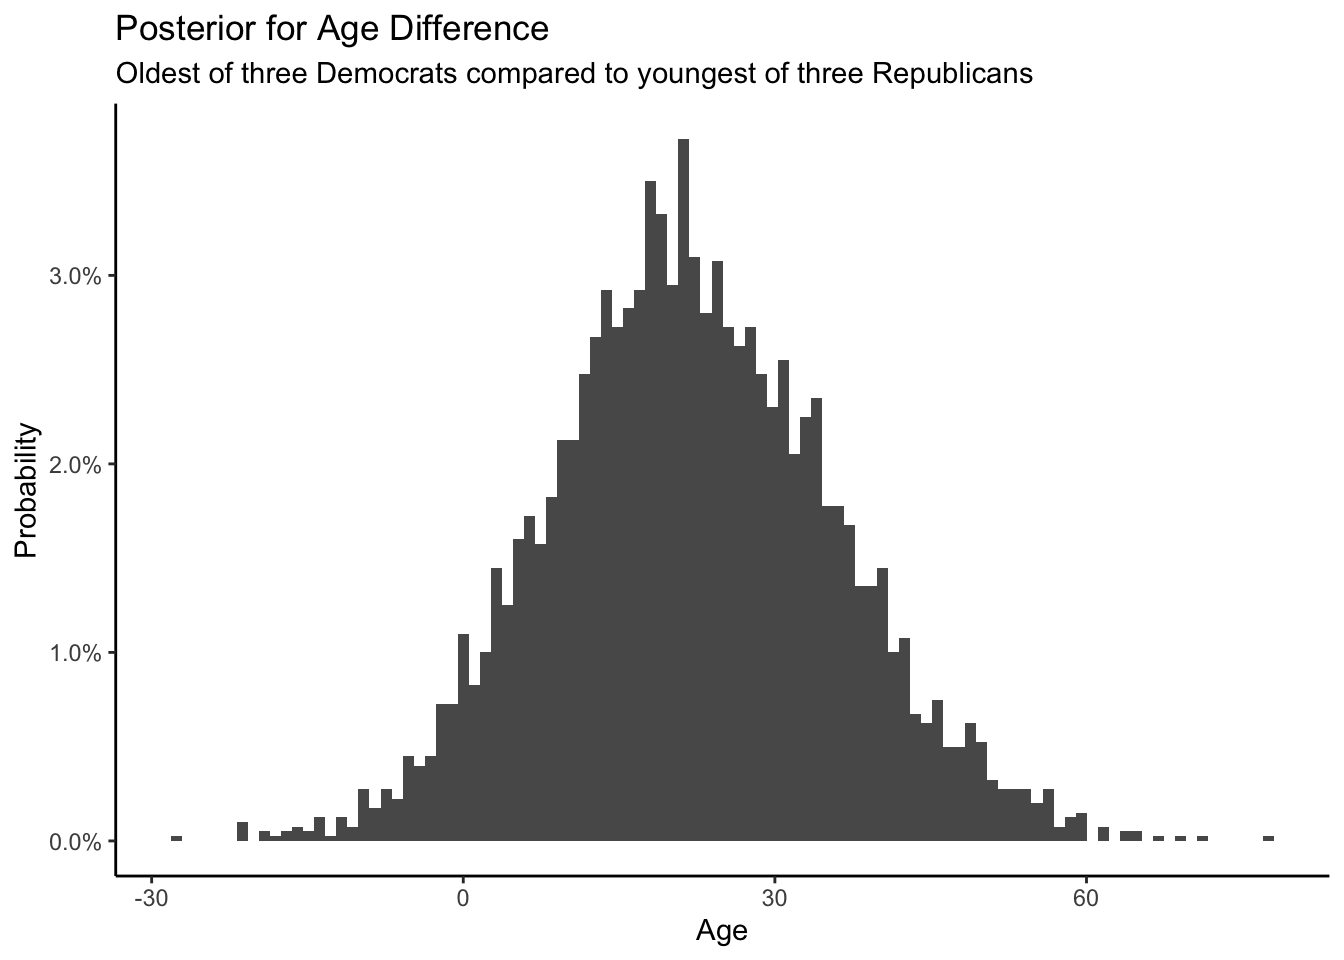 Posterior for Age Difference
Oldest of three Democrats compared to youngest of three Republicans
Probability
3.0%
2.0%
1.0%
0.0%
-30 0 30 60
Age